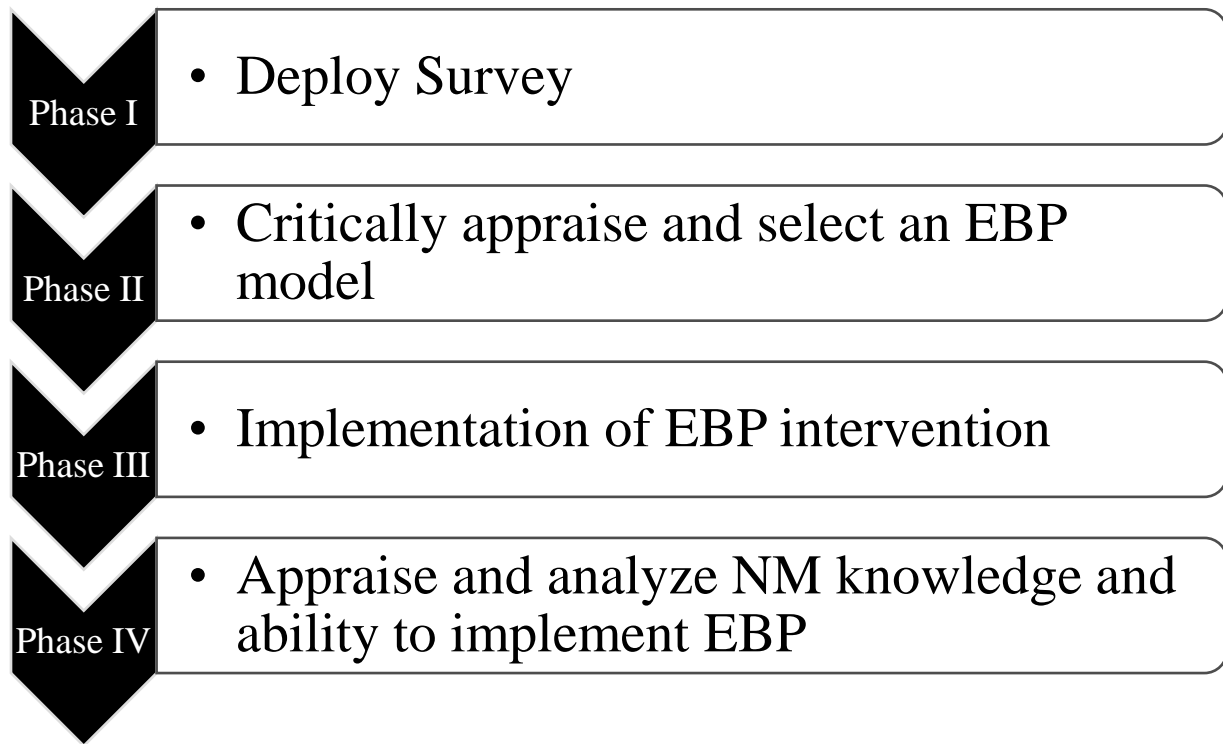 Phase I
• Deploy Survey
Phase II
• Critically appraise and select an EBP
model
Phase III
• Implementation of EBP intervention
Phase IV
• Appraise and analyze NM knowledge and
ability to implement EBP